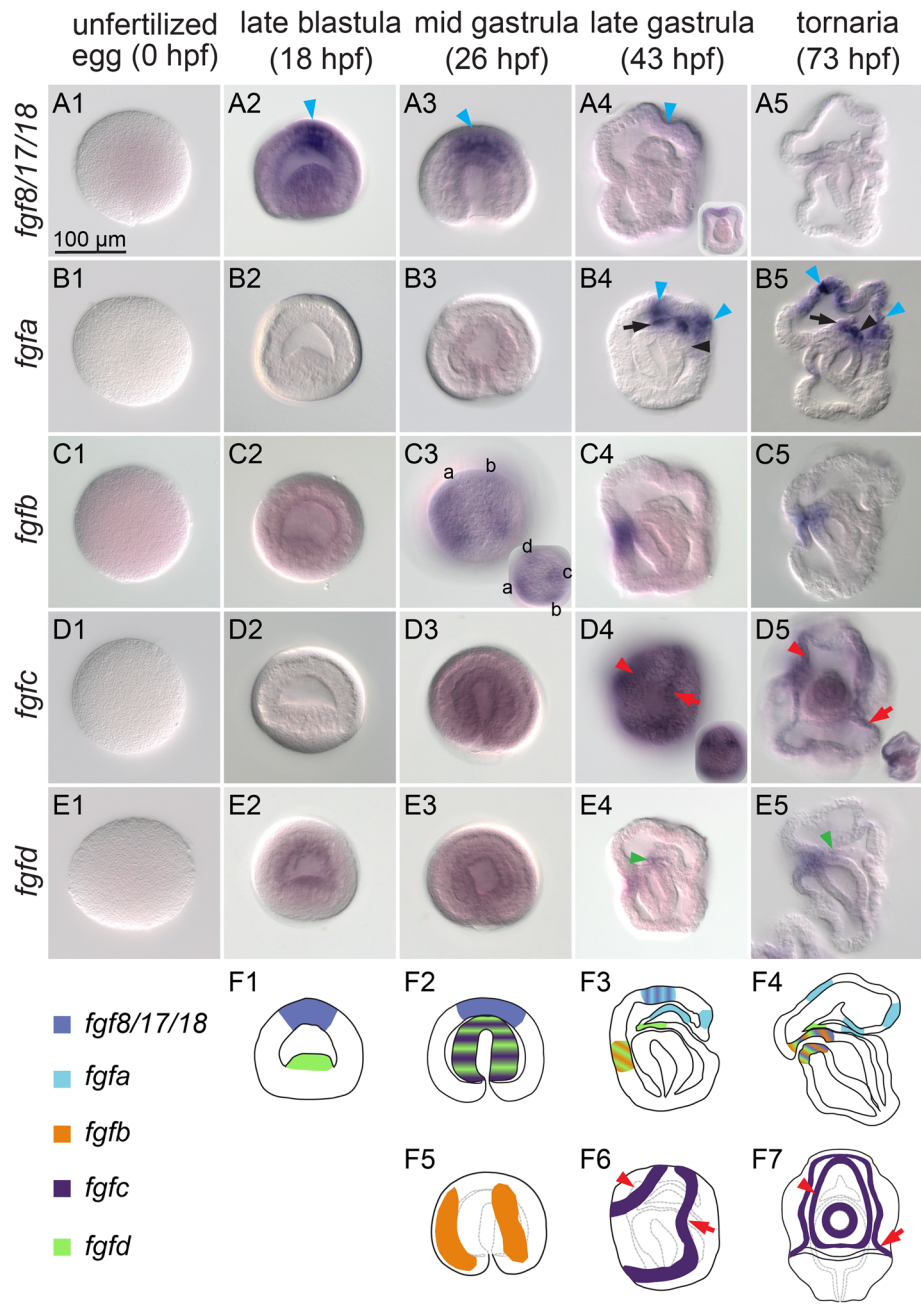 unfertilized egg (0 hpf)
late blastula (18 hpf)
mid gastrula (26 hpf)
late gastrula (43 hpf)
tornaria (73 hpf)
fgf8/17/18
A1
A2
A3
A4
A5
100 µm
fgfa
B1
B2
B3
B4
B5
fgfb
C1
C2
C3
a
b
d
a
c
b
C4
C5
fgfc
D1
D2
D3
D4
D5
fgfd
E1
E2
E3
E4
E5
F1
F2
F3
F4
fgf8/17/18
fgfa
fgfb
fgfc
fgfd
F5
F6
F7